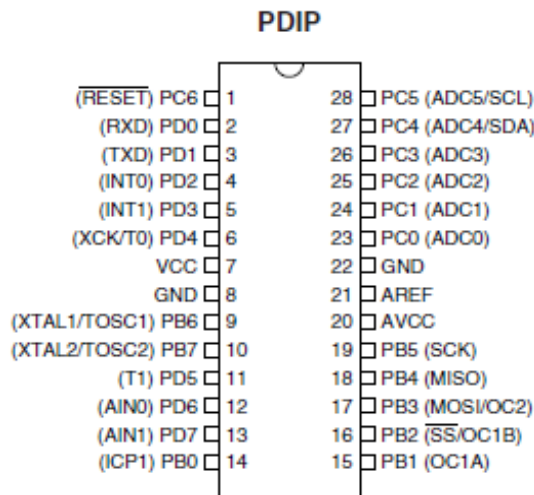 PDIP
(RESET) PC6 1 28 PC5 (ADC5/SCL)
(RXD) PD0 2 27 PC4 (ADC4/SDA)
(TXD) PD1 3 26 PC3 (ADC3)
(INT0) PD2 4 25 PC2 (ADC2)
(INT1) PD3 5 24 PC1 (ADC1)
(XCK/T0) PD4 6 23 PC0 (ADC0)
VCC 7 22 GND
GND 8 21 AREF
(XTAL1/TOSC1) PB6 9 20 AVCC
(XTAL2/TOSC2) PB7 10 19 PB5 (SCK)
(T1) PD5 11 18 PB4 (MISO)
(AIN0) PD6 12 17 PB3 (MOSI/OC2)
(AIN1) PD7 13 16 PB2 (SS/OC1B)
(ICP1) PB0 14 15 PB1 (OC1A)